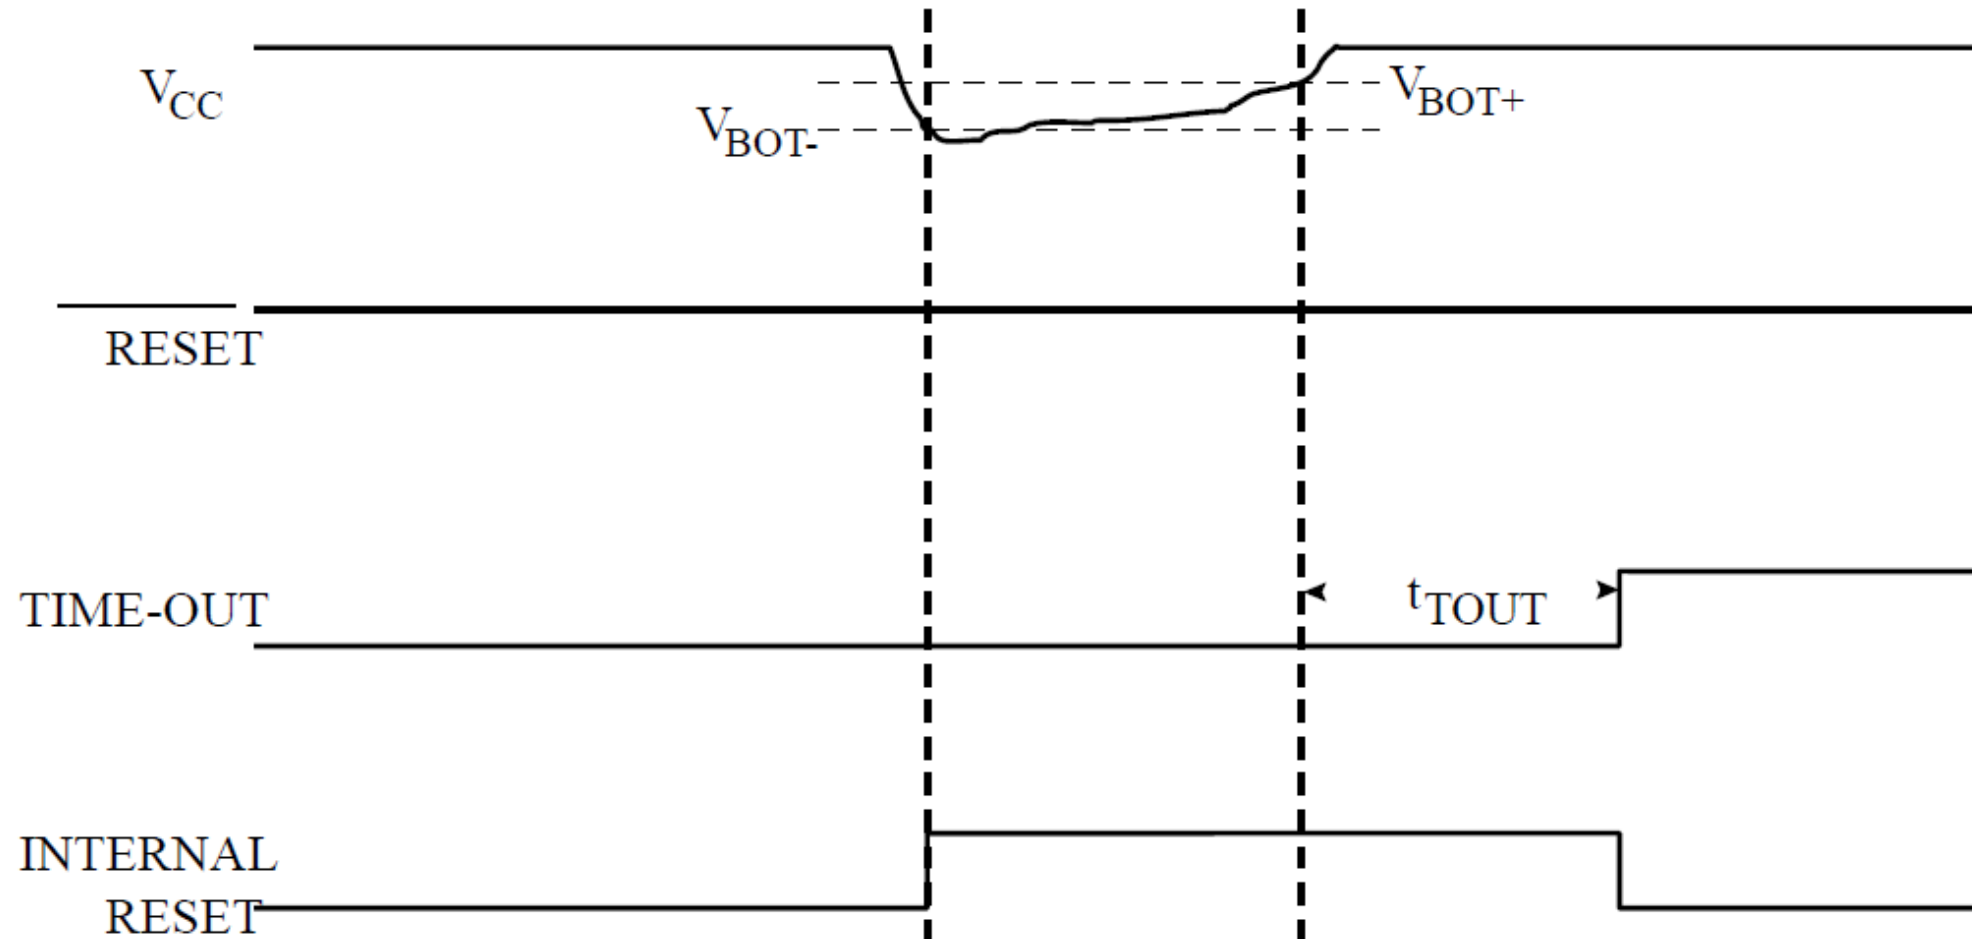 VCC
VBOT-
VBOT+
RESET
TIME-OUT
tTOUT
INTERNAL
RESET